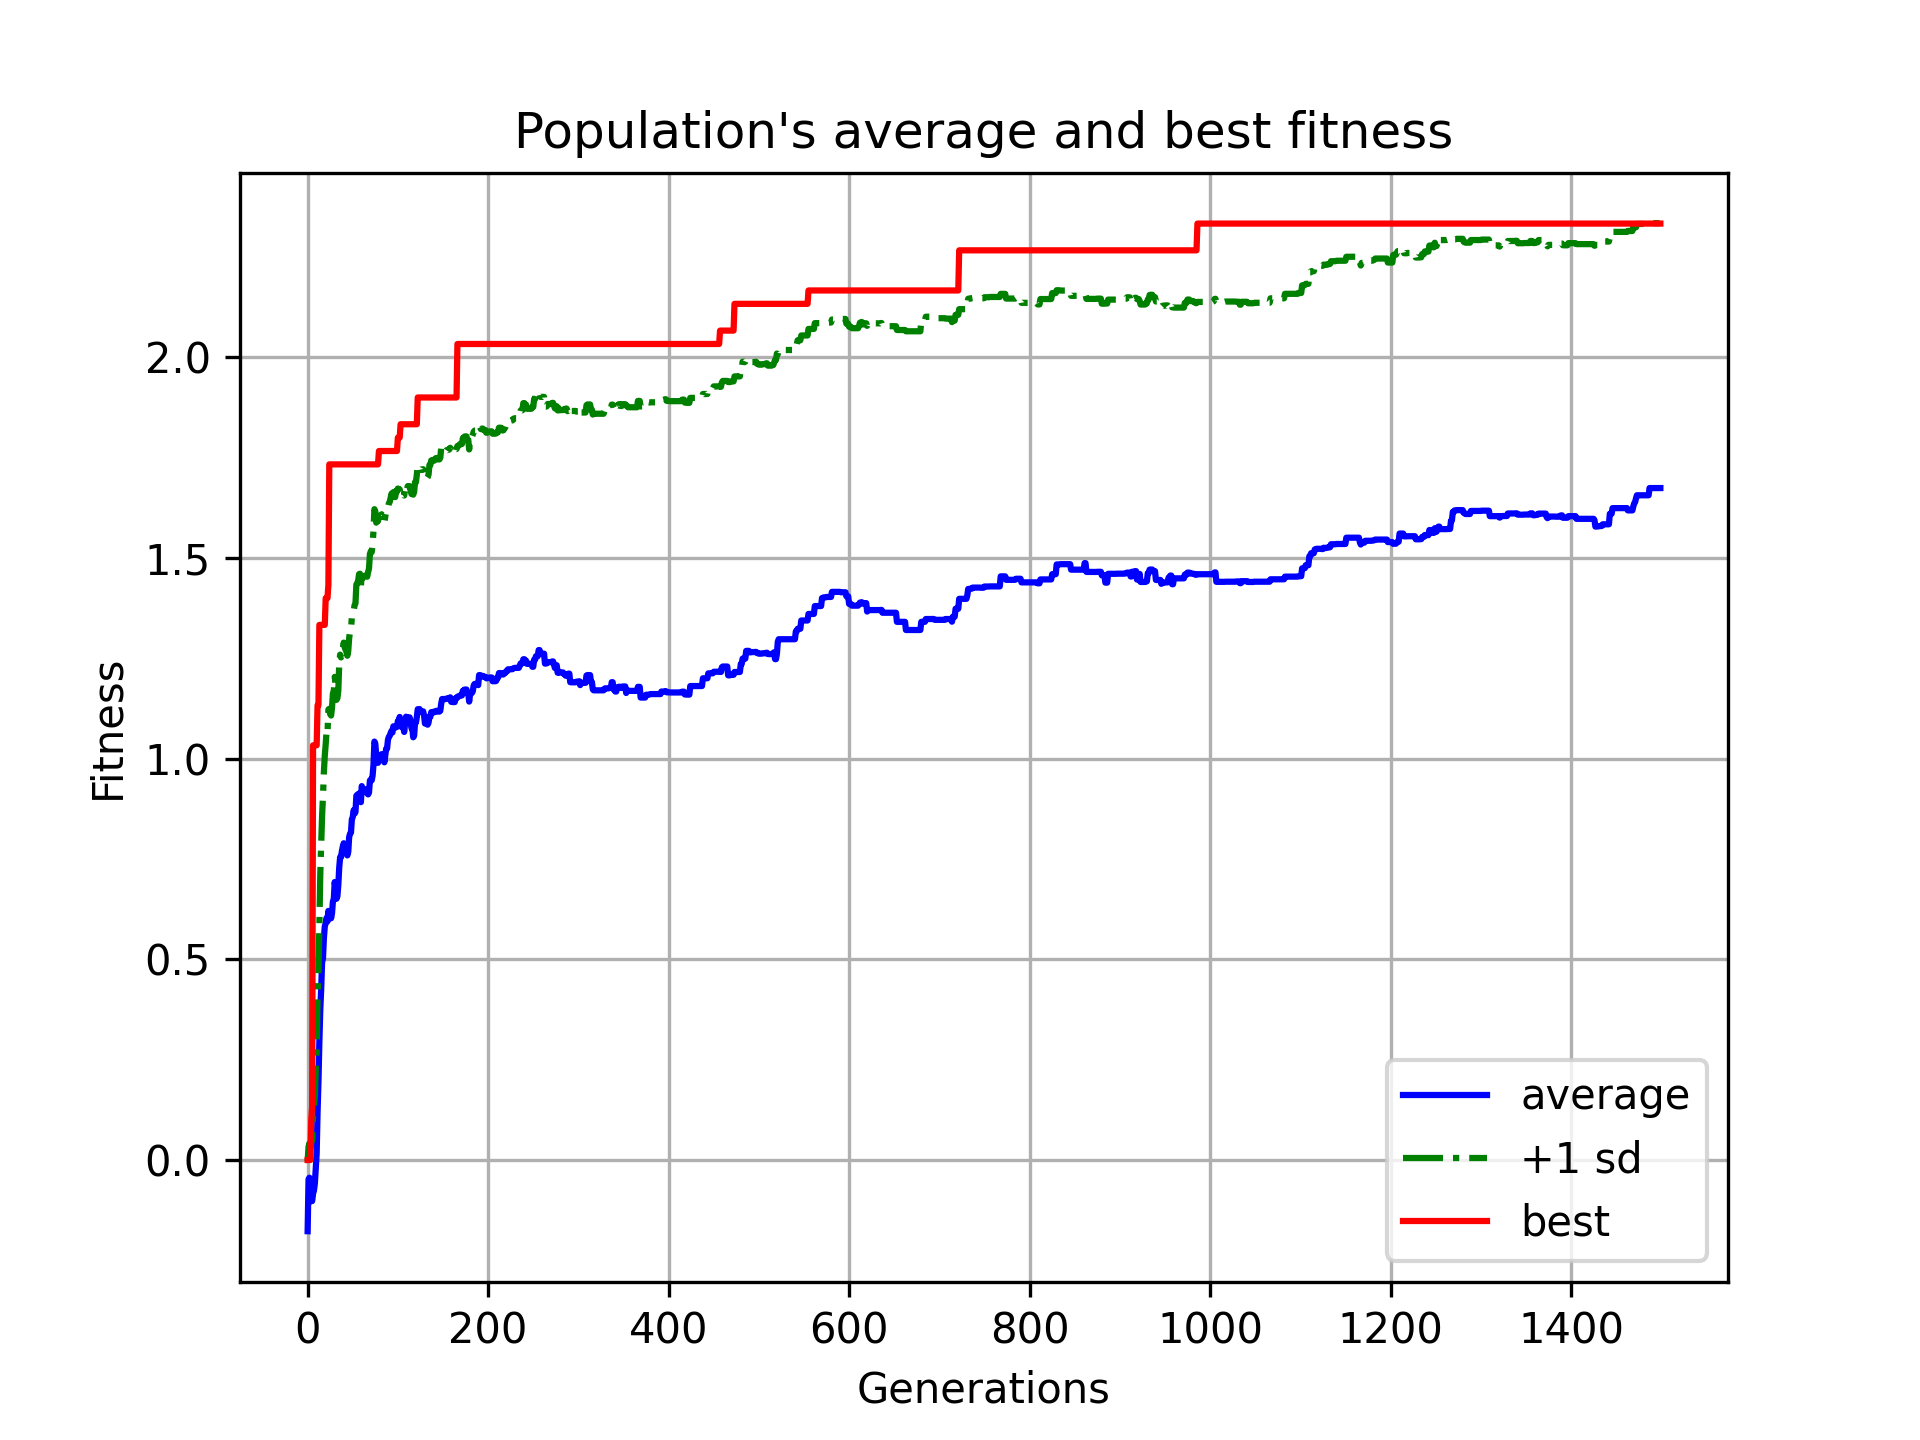 Population's average and best fitness
Fitness
2.0
1.5
1.0
0.5
0.0
0 200 400 600 800 1000 1200 1400
Generations
average
+1 sd
best